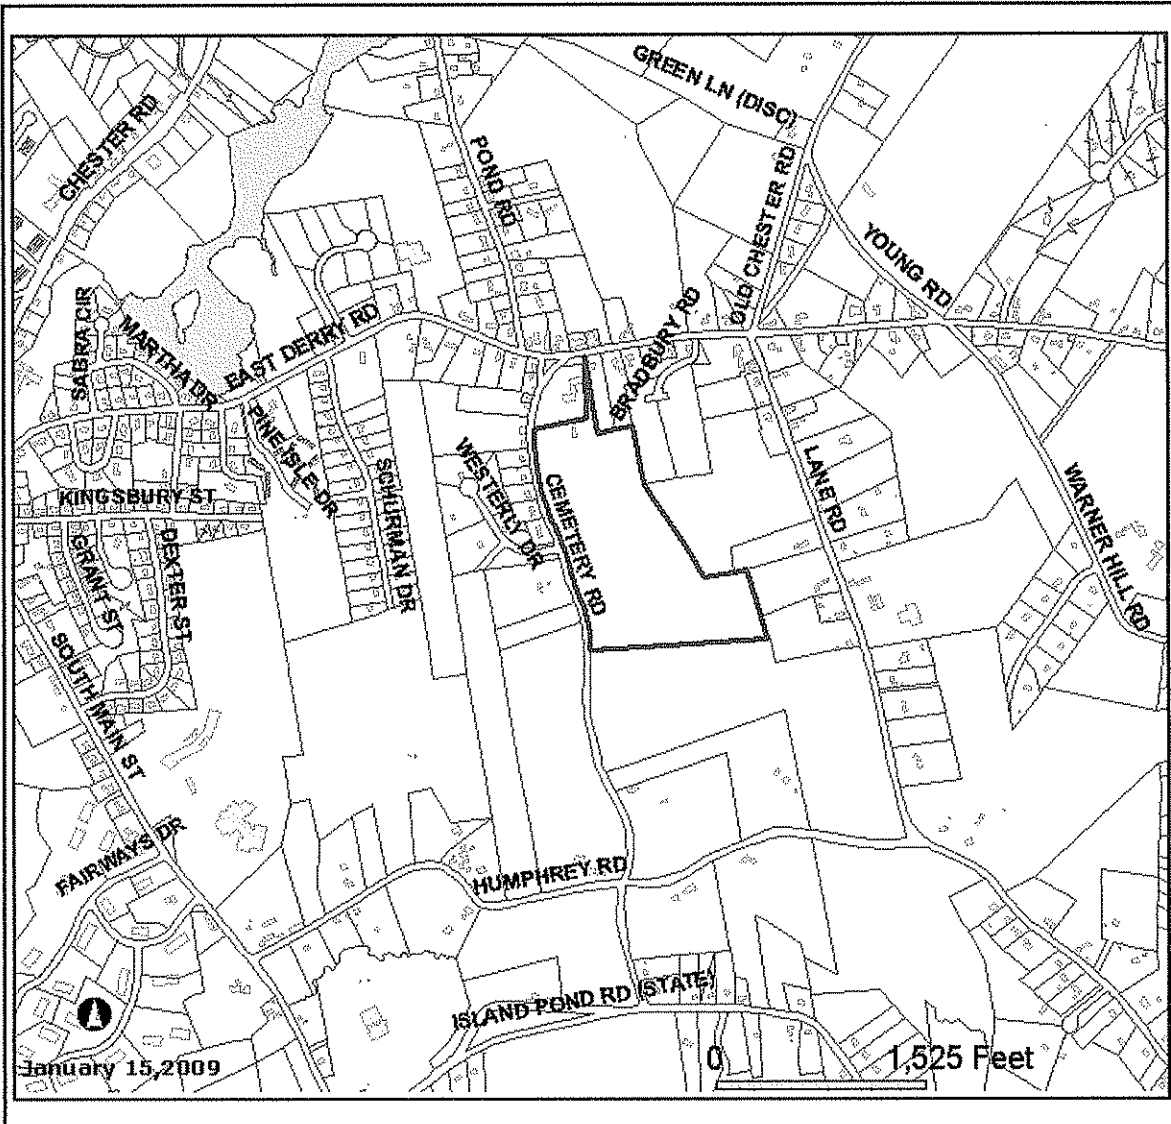 GREEN LN (DISC)
CHESTER RD
POND RD
OLD CHESTER RD
YOUNG RD
SABRA CIR
MARTHA DR
EAST DERRY RD
BRADBURY RD
PINE ISLE DR
SCHURMAN DR
WESTERLY DR
CEMETERY RD
LANE RD
WARNER HILL RD
KINGSBURY ST
GRANT ST
DEXTER ST
SOUTH MAIN ST
FAIRWAYS DR
HUMPHREY RD
ISLAND POND RD (STATE)
January 15,2009
0 1,525 Feet